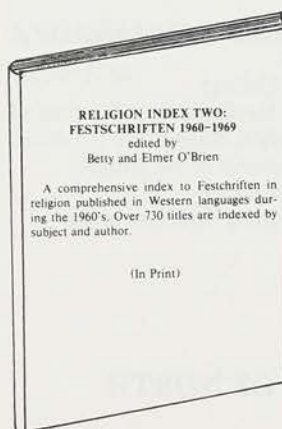 RELIGION INDEX TWO:
FESTSCHRIFTEN 1960–1969
edited by
Betty and Elmer O'Brien
A comprehensive index to Festschriften in
religion published in Western languages dur-
ing the 1960's. Over 730 titles are indexed by
subject and author.
(In Print)